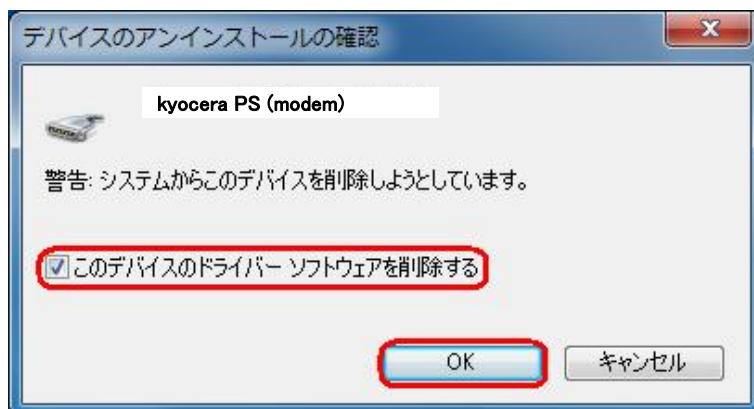 デバイスのアンインストールの確認
kyocera PS (modem)
警告: システムからこのデバイスを削除しようとしています。
このデバイスのドライバー ソフトウェアを削除する
OK
キャンセル